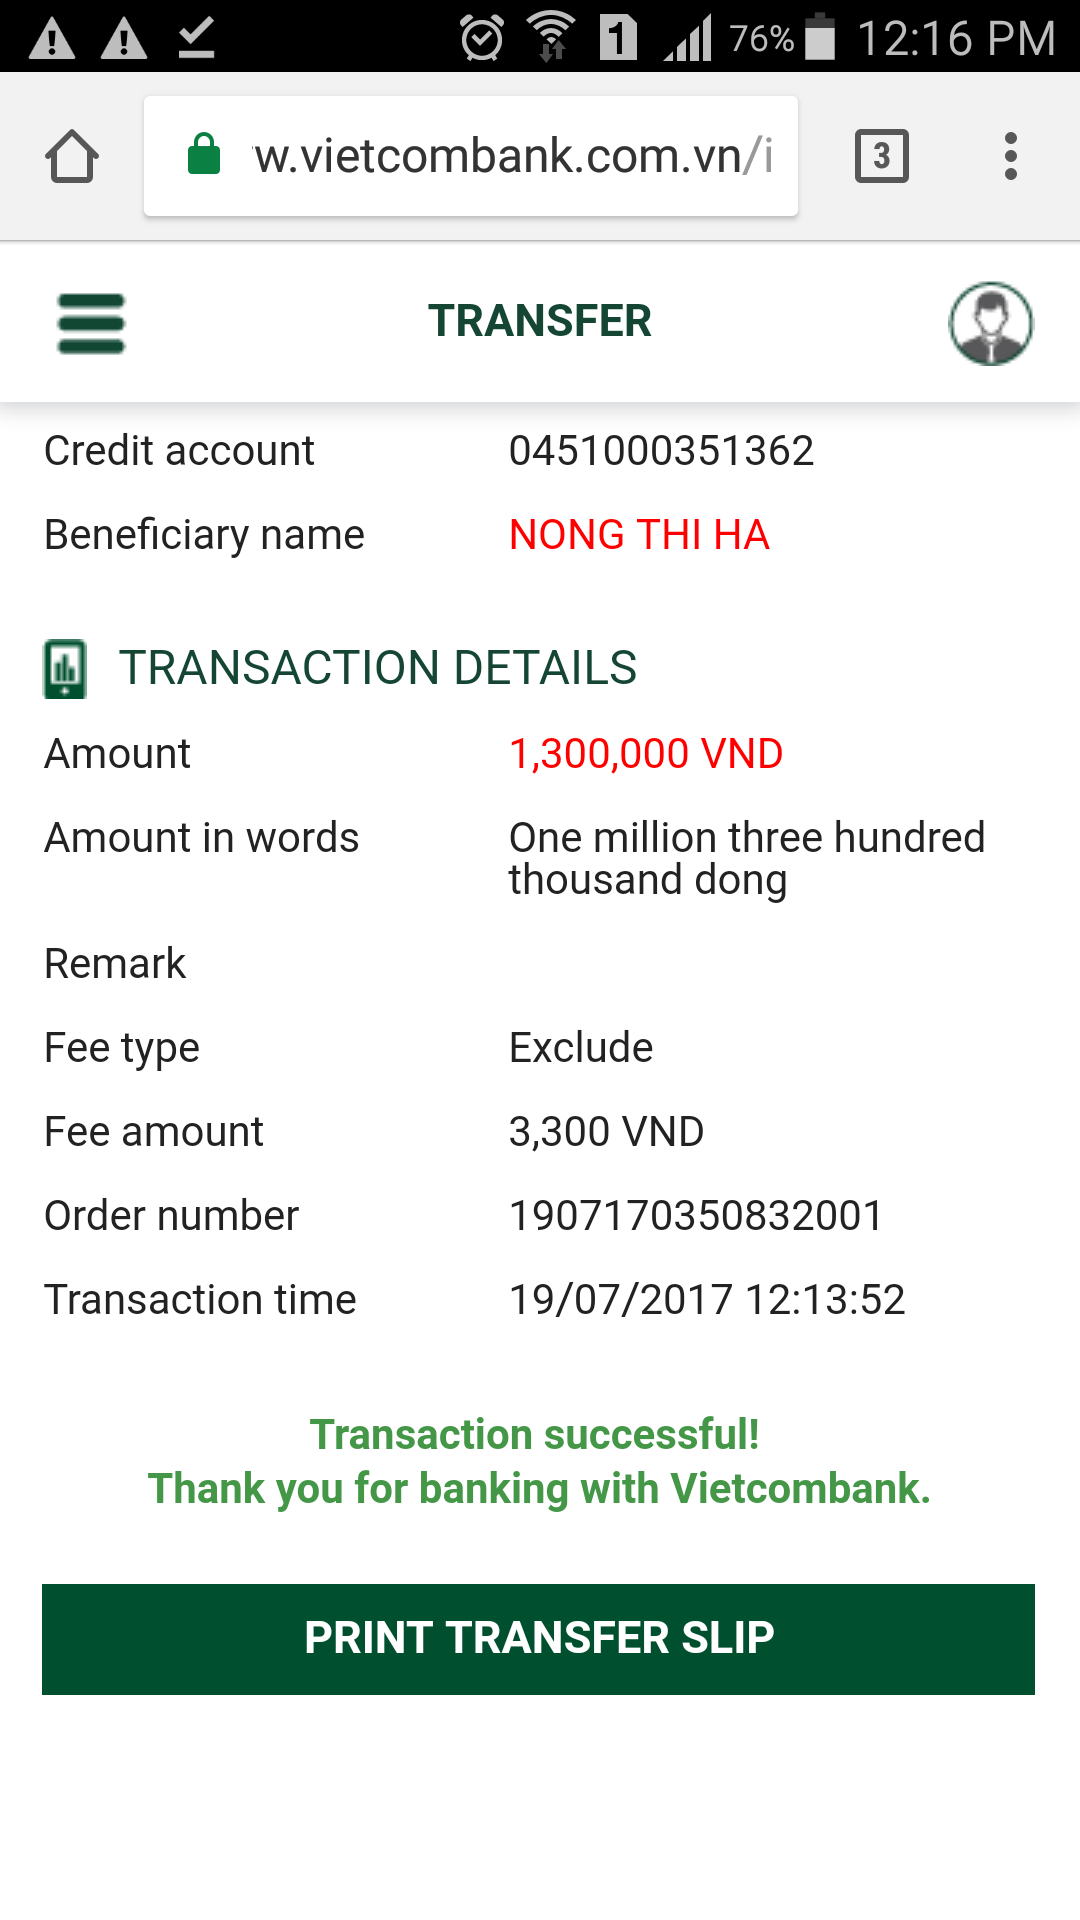 76% 12:16 PM
w.vietcombank.com.vn/i
3
TRANSFER
Credit account 0451000351362
Beneficiary name NONG THI HA
TRANSACTION DETAILS
Amount 1,300,000 VND
Amount in words One million three hundred
thousand dong
Remark
Fee type Exclude
Fee amount 3,300 VND
Order number 1907170350832001
Transaction time 19/07/2017 12:13:52
Transaction successful!
Thank you for banking with Vietcombank.
PRINT TRANSFER SLIP